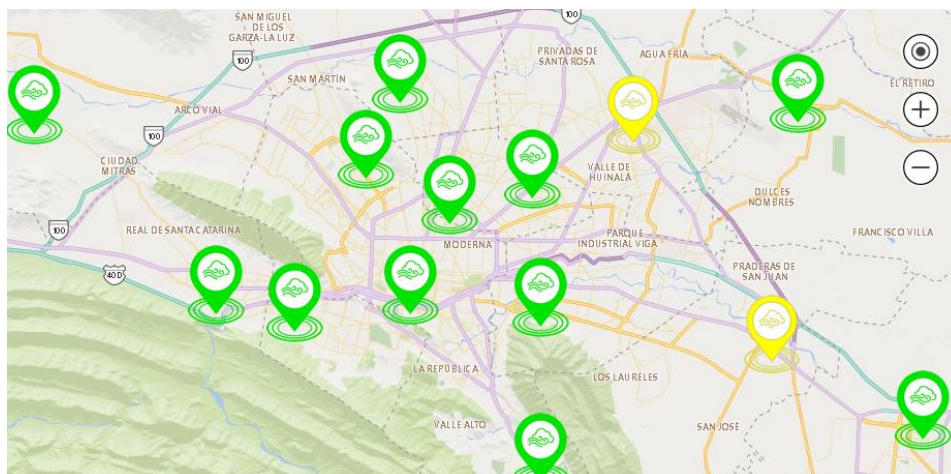 SAN MIGUEL
DE LOS
GARZA-LA LUZ
100
PRIVADAS DE
SANTA ROSA
AGUA FRÍA
100
SAN MARTÍN
EL RETIRO
ARCO VIAL
100
CIUDAD
MITRAS
VALLE DE
HUINALÁ
DULCES
NOMBRES
100
REAL DE SANTA CATARINA
MODERNA
PARQUE
INDUSTRIAL VIGA
FRANCISCO VILLA
40D
PRADERAS DE
SAN JUAN
LA REPÚBLICA
LOS LAURELES
VALLE ALTO
SAN JOSÉ